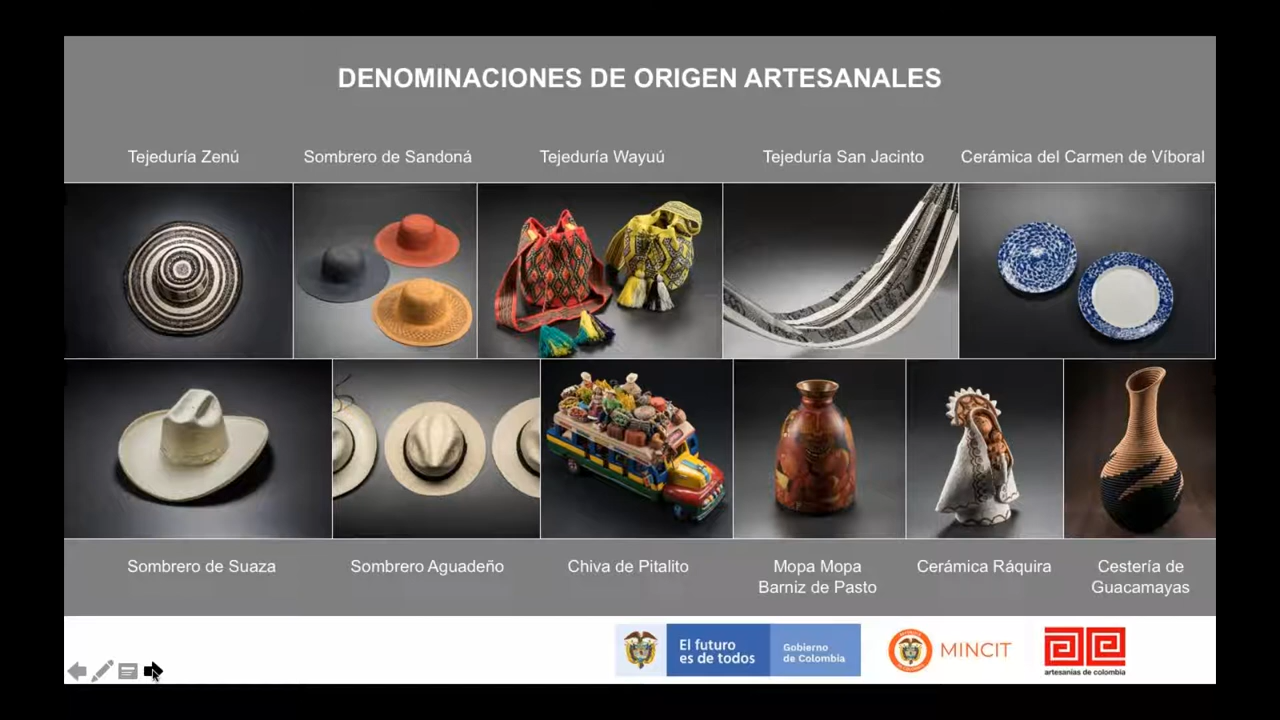 DENOMINACIONES DE ORIGEN ARTESANALES
Tejeduría Zenú
Sombrero de Sandoná
Tejeduría Wayuú
Tejeduría San Jacinto
Cerámica del Carmen de Víboral
Sombrero de Suaza
Sombrero Aguadeño
Chiva de Pitalito
Mopa Mopa
Barniz de Pasto
Cerámica Ráquira
Cestería de
Guacamayas
El futuro
es de todos
Gobierno
de Colombia
MINCIT
artesanías de colombia